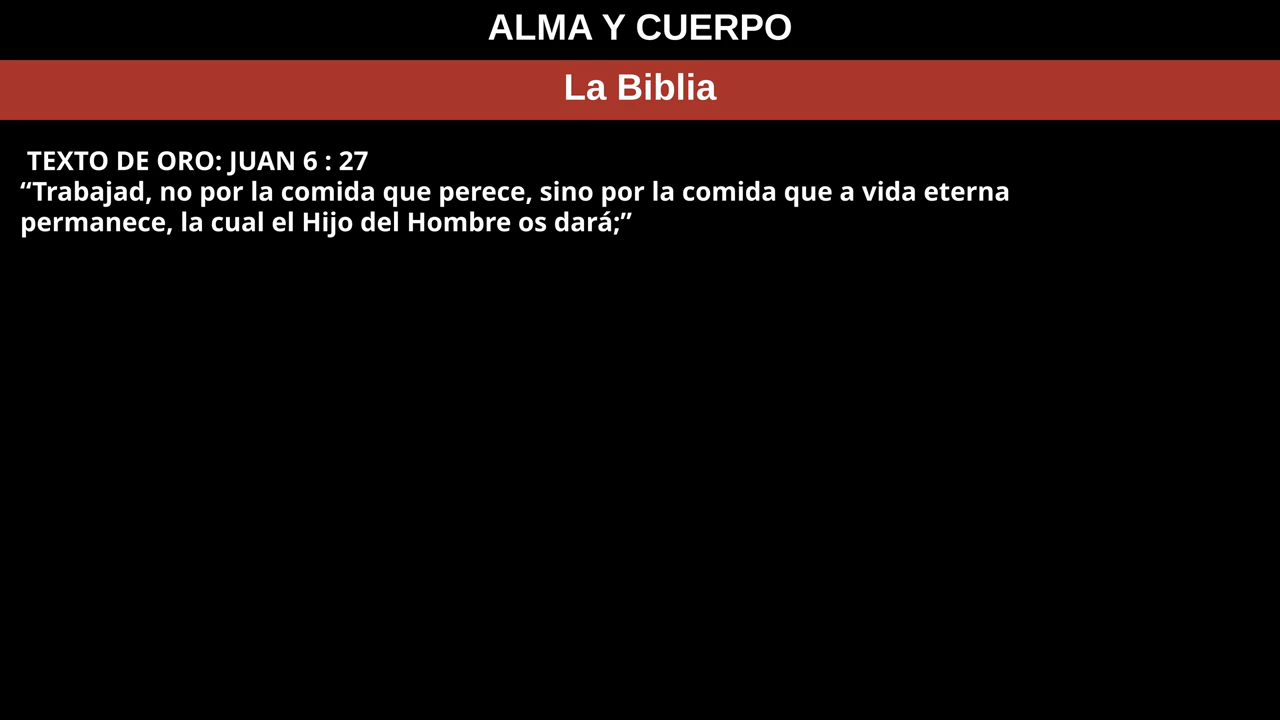 ALMA Y CUERPO
La Biblia
TEXTO DE ORO: JUAN 6 : 27
“Trabajad, no por la comida que perece, sino por la comida que a vida eterna
permanece, la cual el Hijo del Hombre os dará;”